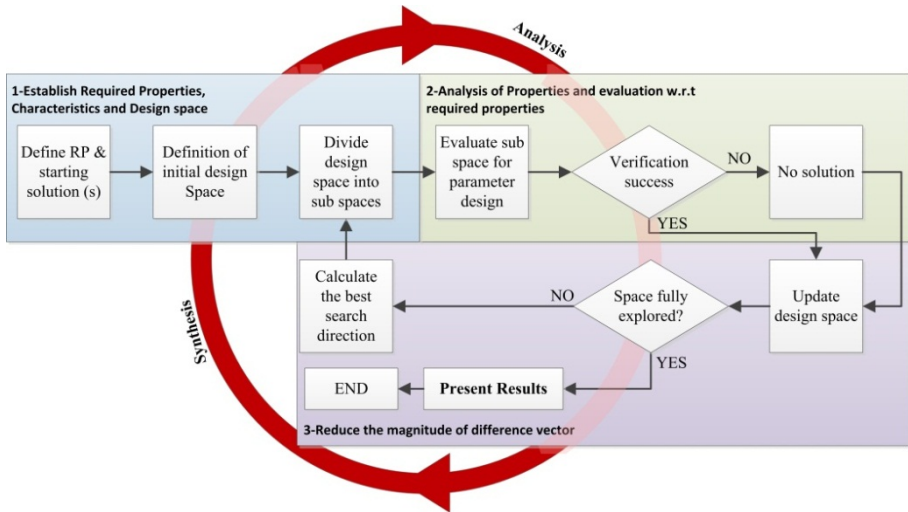 Analysis
1-Establish Required Properties,
Characteristics and Design space
2-Analysis of Properties and evaluation w.r.t
required properties
Define RP &
starting
solution (s)
Definition of
initial design
Space
Divide
design
space into
sub spaces
Evaluate sub
space for
parameter
design
Verification
success
NO
No solution
YES
Calculate
the best
search
direction
NO
Space fully
explored?
Update
design space
YES
END
Present Results
3-Reduce the magnitude of difference vector
Synthesis